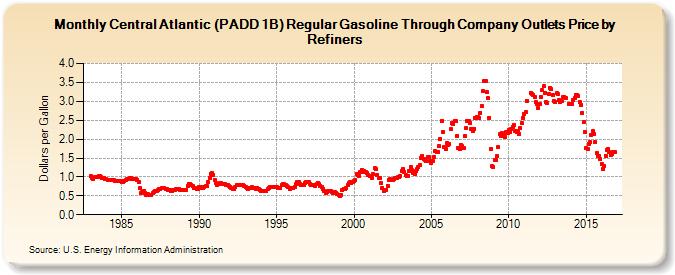 Monthly Central Atlantic (PADD 1B) Regular Gasoline Through Company Outlets Price by
Refiners
Dollars per Gallon
4.0
3.5
3.0
2.5
2.0
1.5
1.0
0.5
0.0
1985 1990 1995 2000 2005 2010 2015
Source: U.S. Energy Information Administration